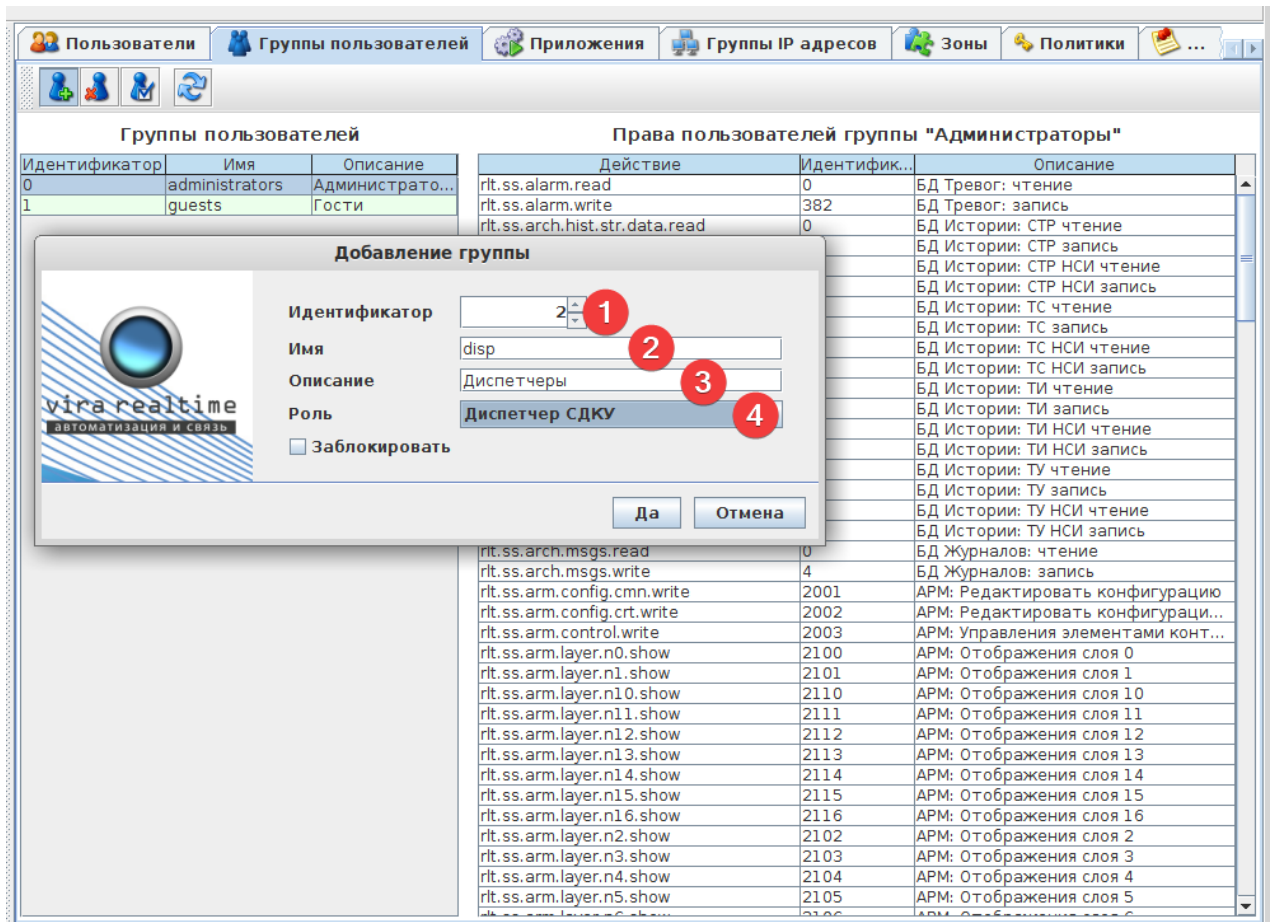 Пользователи Группы пользователей Приложения Группы IP адресов Зоны Политики ...
Группы пользователей
Идентификатор Имя Описание
0 administrators Администрато...
1 guests Гости
Права пользователей группы "Администраторы"
Действие Идентифик... Описание
rlt.ss.alarm.read 0 БД Тревог: чтение
rlt.ss.alarm.write 382 БД Тревог: запись
rlt.ss.arch.hist.str.data.read 0 БД Истории: СТР чтение
БД Истории: СТР запись
БД Истории: СТР НСИ чтение
БД Истории: СТР НСИ запись
БД Истории: ТС чтение
БД Истории: ТС запись
БД Истории: ТС НСИ чтение
БД Истории: ТС НСИ запись
БД Истории: ТИ чтение
БД Истории: ТИ запись
БД Истории: ТИ НСИ чтение
БД Истории: ТИ НСИ запись
БД Истории: ТУ чтение
БД Истории: ТУ запись
БД Истории: ТУ НСИ чтение
БД Истории: ТУ НСИ запись
rlt.ss.arch.msgs.read 0 БД Журналов: чтение
rlt.ss.arch.msgs.write 4 БД Журналов: запись
rlt.ss.arm.config.cmn.write 2001 АРМ: Редактировать конфигурацию
rlt.ss.arm.config.crt.write 2002 АРМ: Редактировать конфигураци...
rlt.ss.arm.control.write 2003 АРМ: Управления элементами конт...
rlt.ss.arm.layer.n0.show 2100 АРМ: Отображения слоя 0
rlt.ss.arm.layer.n1.show 2101 АРМ: Отображения слоя 1
rlt.ss.arm.layer.n10.show 2110 АРМ: Отображения слоя 10
rlt.ss.arm.layer.n11.show 2111 АРМ: Отображения слоя 11
rlt.ss.arm.layer.n12.show 2112 АРМ: Отображения слоя 12
rlt.ss.arm.layer.n13.show 2113 АРМ: Отображения слоя 13
rlt.ss.arm.layer.n14.show 2114 АРМ: Отображения слоя 14
rlt.ss.arm.layer.n15.show 2115 АРМ: Отображения слоя 15
rlt.ss.arm.layer.n16.show 2116 АРМ: Отображения слоя 16
rlt.ss.arm.layer.n2.show 2102 АРМ: Отображения слоя 2
rlt.ss.arm.layer.n3.show 2103 АРМ: Отображения слоя 3
rlt.ss.arm.layer.n4.show 2104 АРМ: Отображения слоя 4
rlt.ss.arm.layer.n5.show 2105 АРМ: Отображения слоя 5
Добавление группы
vira realtime
автоматизация и связь
Идентификатор 2 1
Имя disp 2
Описание Диспетчеры 3
Роль Диспетчер СДКУ 4
Заблокировать
Да Отмена